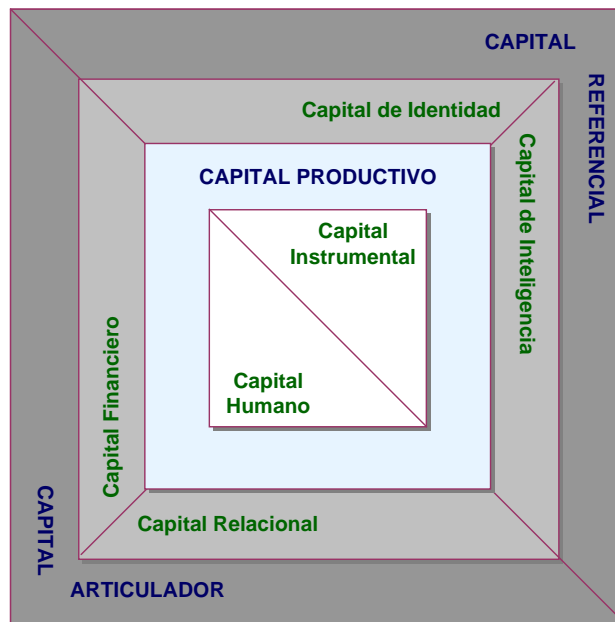 CAPITAL
REFERENCIAL
Capital de Identidad
Capital de Inteligencia
CAPITAL PRODUCTIVO
Capital
Instrumental
Capital
Humano
Capital Financiero
Capital Relacional
CAPITAL
ARTICULADOR